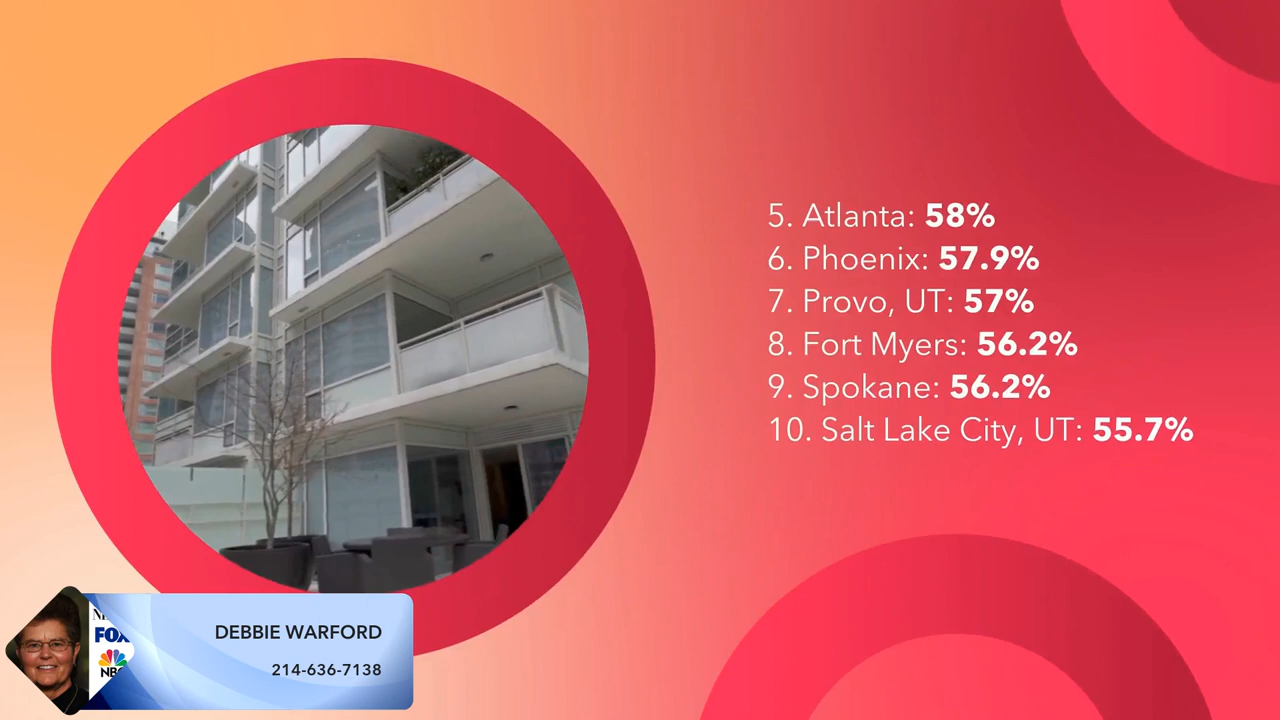 5. Atlanta: 58%
6. Phoenix: 57.9%
7. Provo, UT: 57%
8. Fort Myers: 56.2%
9. Spokane: 56.2%
10. Salt Lake City, UT: 55.7%
FOX
DEBBIE WARFORD
214-636-7138